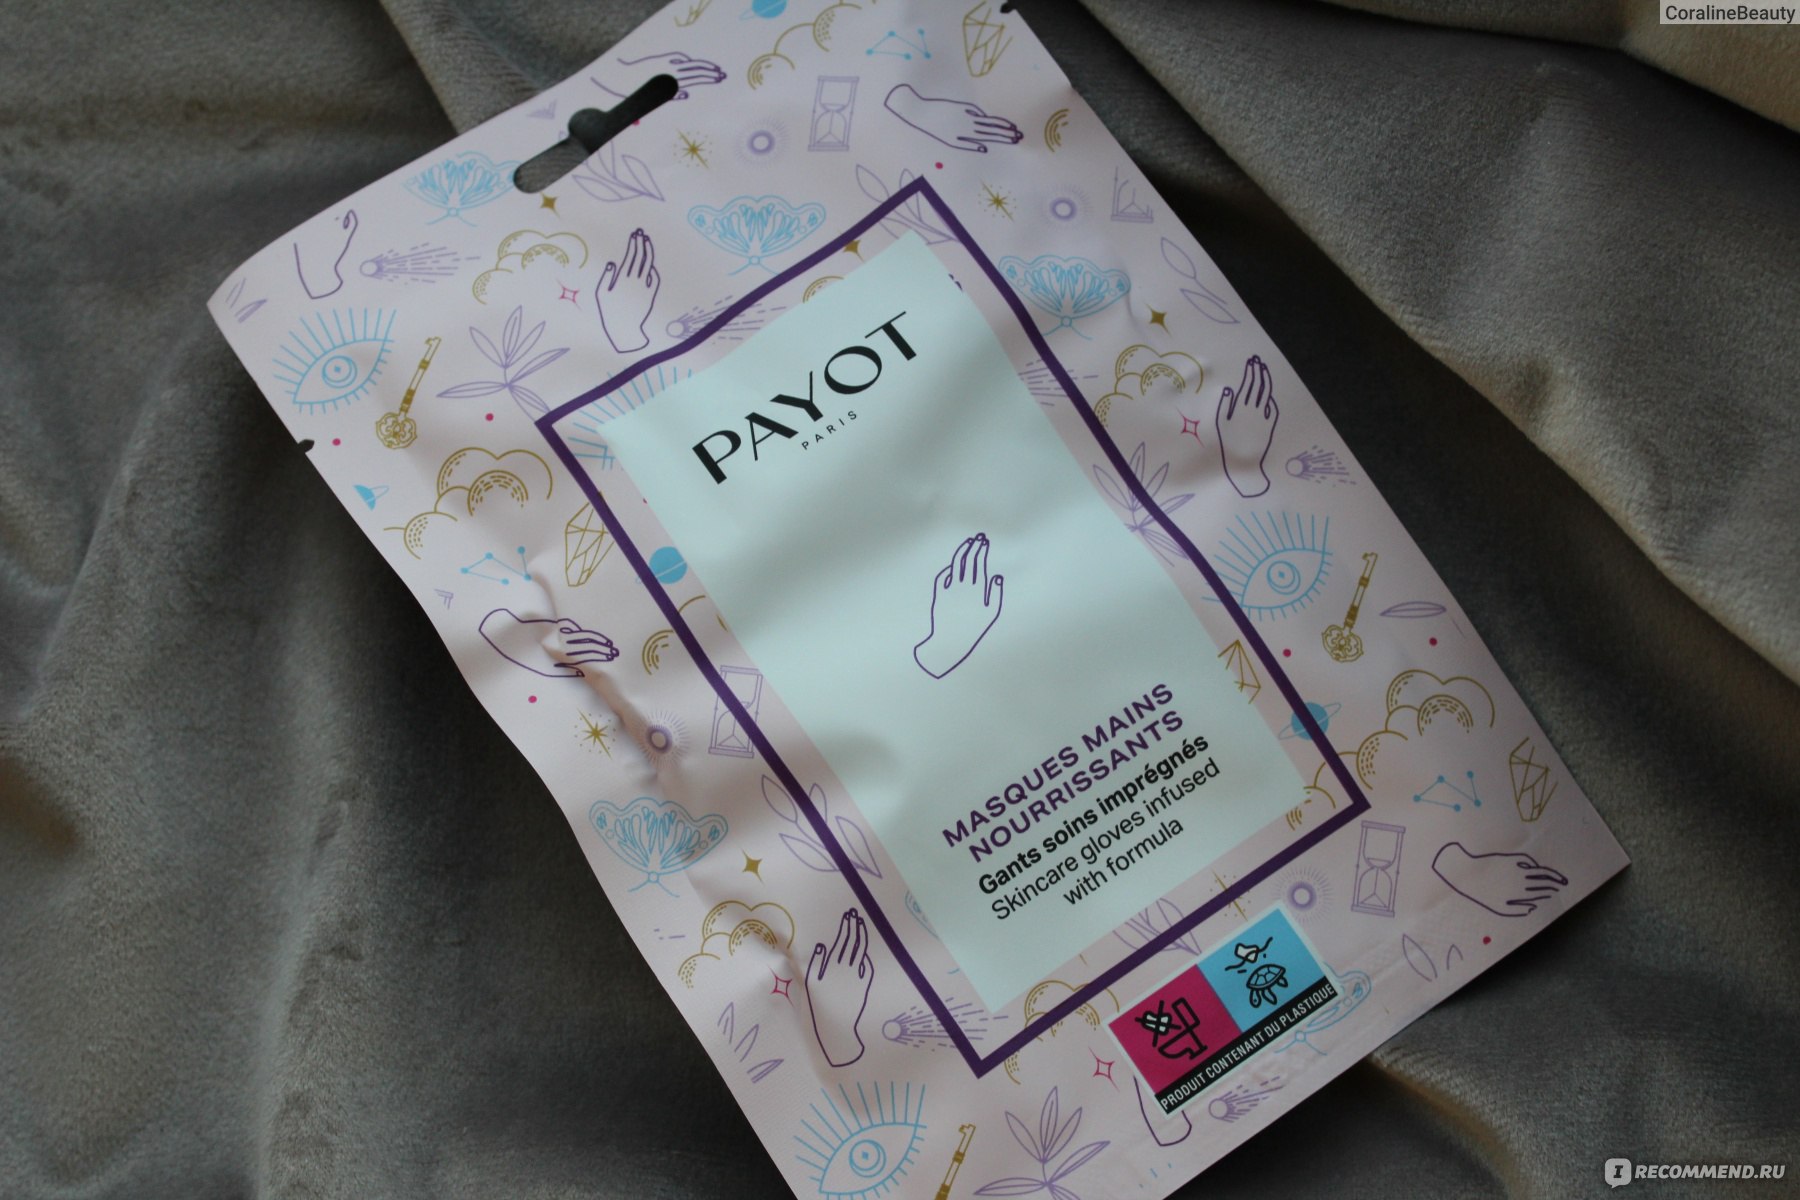 CoralineBeauty
PAYOT
PARIS
MASQUES MAINS
NOURRISSANTS
Gants soins imprégnés
Skincare gloves infused
with formula
PRODUIT CONTENANT DU PLASTIQUE
IRECOMMEND.RU